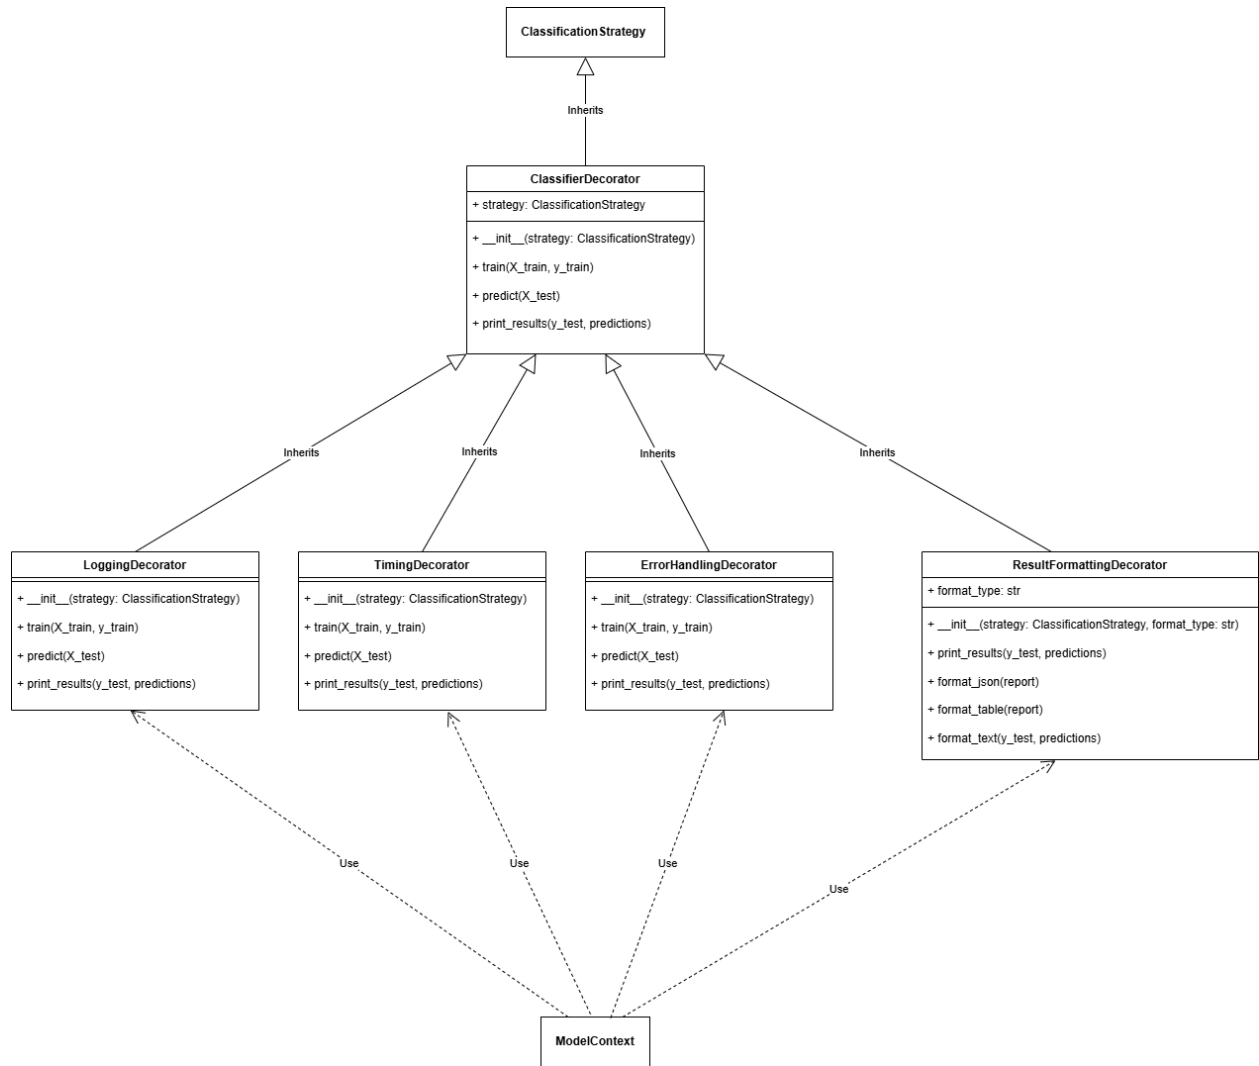 ClassificationStrategy
Inherits
ClassifierDecorator
+ strategy: ClassificationStrategy
+ __init__(strategy: ClassificationStrategy)
+ train(X_train, y_train)
+ predict(X_test)
+ print_results(y_test, predictions)
Inherits
Inherits
Inherits
Inherits
LoggingDecorator
+ __init__(strategy: ClassificationStrategy)
+ train(X_train, y_train)
+ predict(X_test)
+ print_results(y_test, predictions)
TimingDecorator
+ __init__(strategy: ClassificationStrategy)
+ train(X_train, y_train)
+ predict(X_test)
+ print_results(y_test, predictions)
ErrorHandlingDecorator
+ __init__(strategy: ClassificationStrategy)
+ train(X_train, y_train)
+ predict(X_test)
+ print_results(y_test, predictions)
ResultFormattingDecorator
+ format_type: str
+ __init__(strategy: ClassificationStrategy, format_type: str)
+ print_results(y_test, predictions)
+ format_json(report)
+ format_table(report)
+ format_text(y_test, predictions)
Use
Use
Use
Use
ModelContext